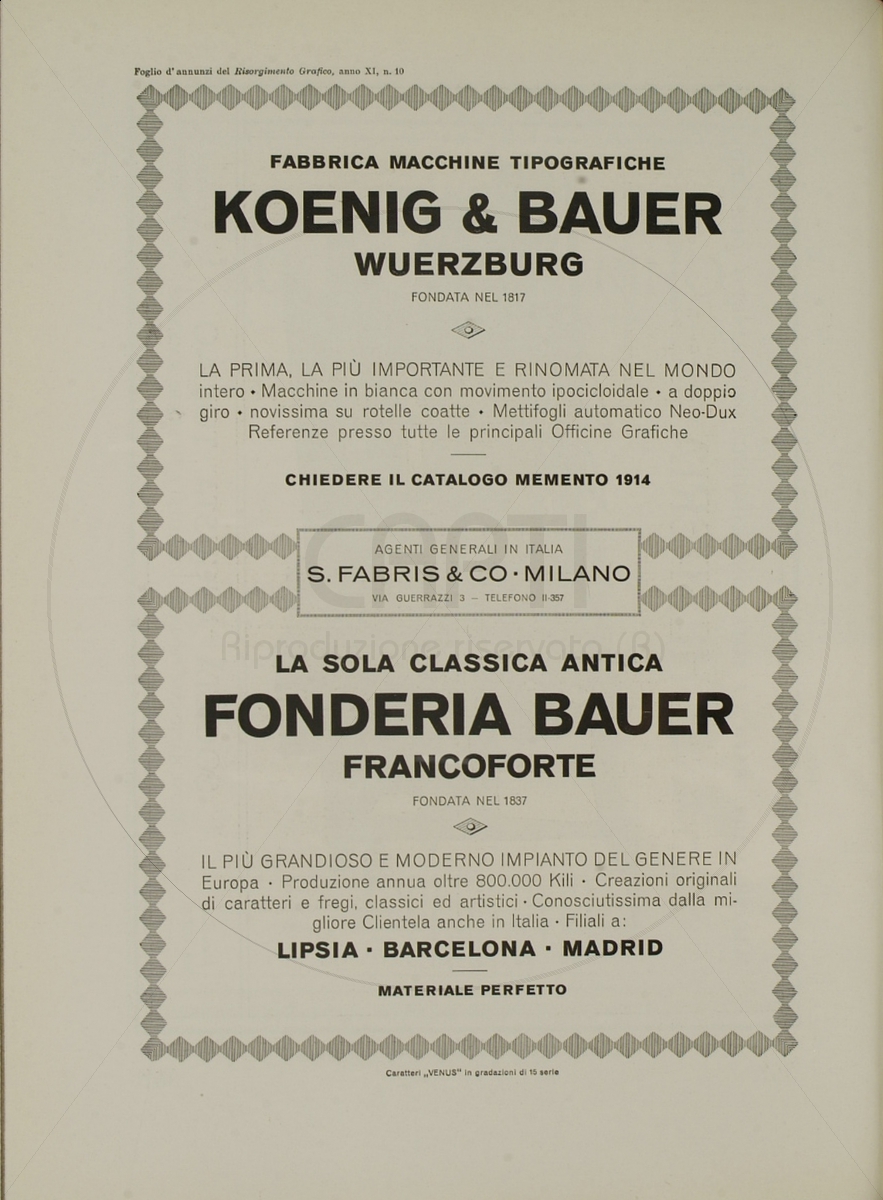 Foglio d'annunzi del Risorgimento Grafico, anno XI, n. 10
FABBRICA MACCHINE TIPOGRAFICHE
KOENIG & BAUER
WUERZBURG
FONDATA NEL 1817
LA PRIMA, LA PIÙ IMPORTANTE E RINOMATA NEL MONDO
intero • Macchine in bianca con movimento ipocicloidale • a doppio
giro • novissima su rotelle coatte • Mettifogli automatico Neo-Dux
Referenze presso tutte le principali Officine Grafiche
CHIEDERE IL CATALOGO MEMENTO 1914
AGENTI GENERALI IN ITALIA
S. FABRIS & CO · MILANO
VIA GUERRAZZI 3 — TELEFONO 11-357
Riproduzione riservata (R)
LA SOLA CLASSICA ANTICA
FONDERIA BAUER
FRANCOFORTE
FONDATA NEL 1837
IL PIÙ GRANDIOSO E MODERNO IMPIANTO DEL GENERE IN
Europa · Produzione annua oltre 800.000 Kili · Creazioni originali
di caratteri e fregi, classici ed artistici · Conosciutissima dalla mi-
gliore Clientela anche in Italia · Filiali a:
LIPSIA · BARCELONA · MADRID
MATERIALE PERFETTO
Caratteri „VENUS" in gradazioni di 15 serie